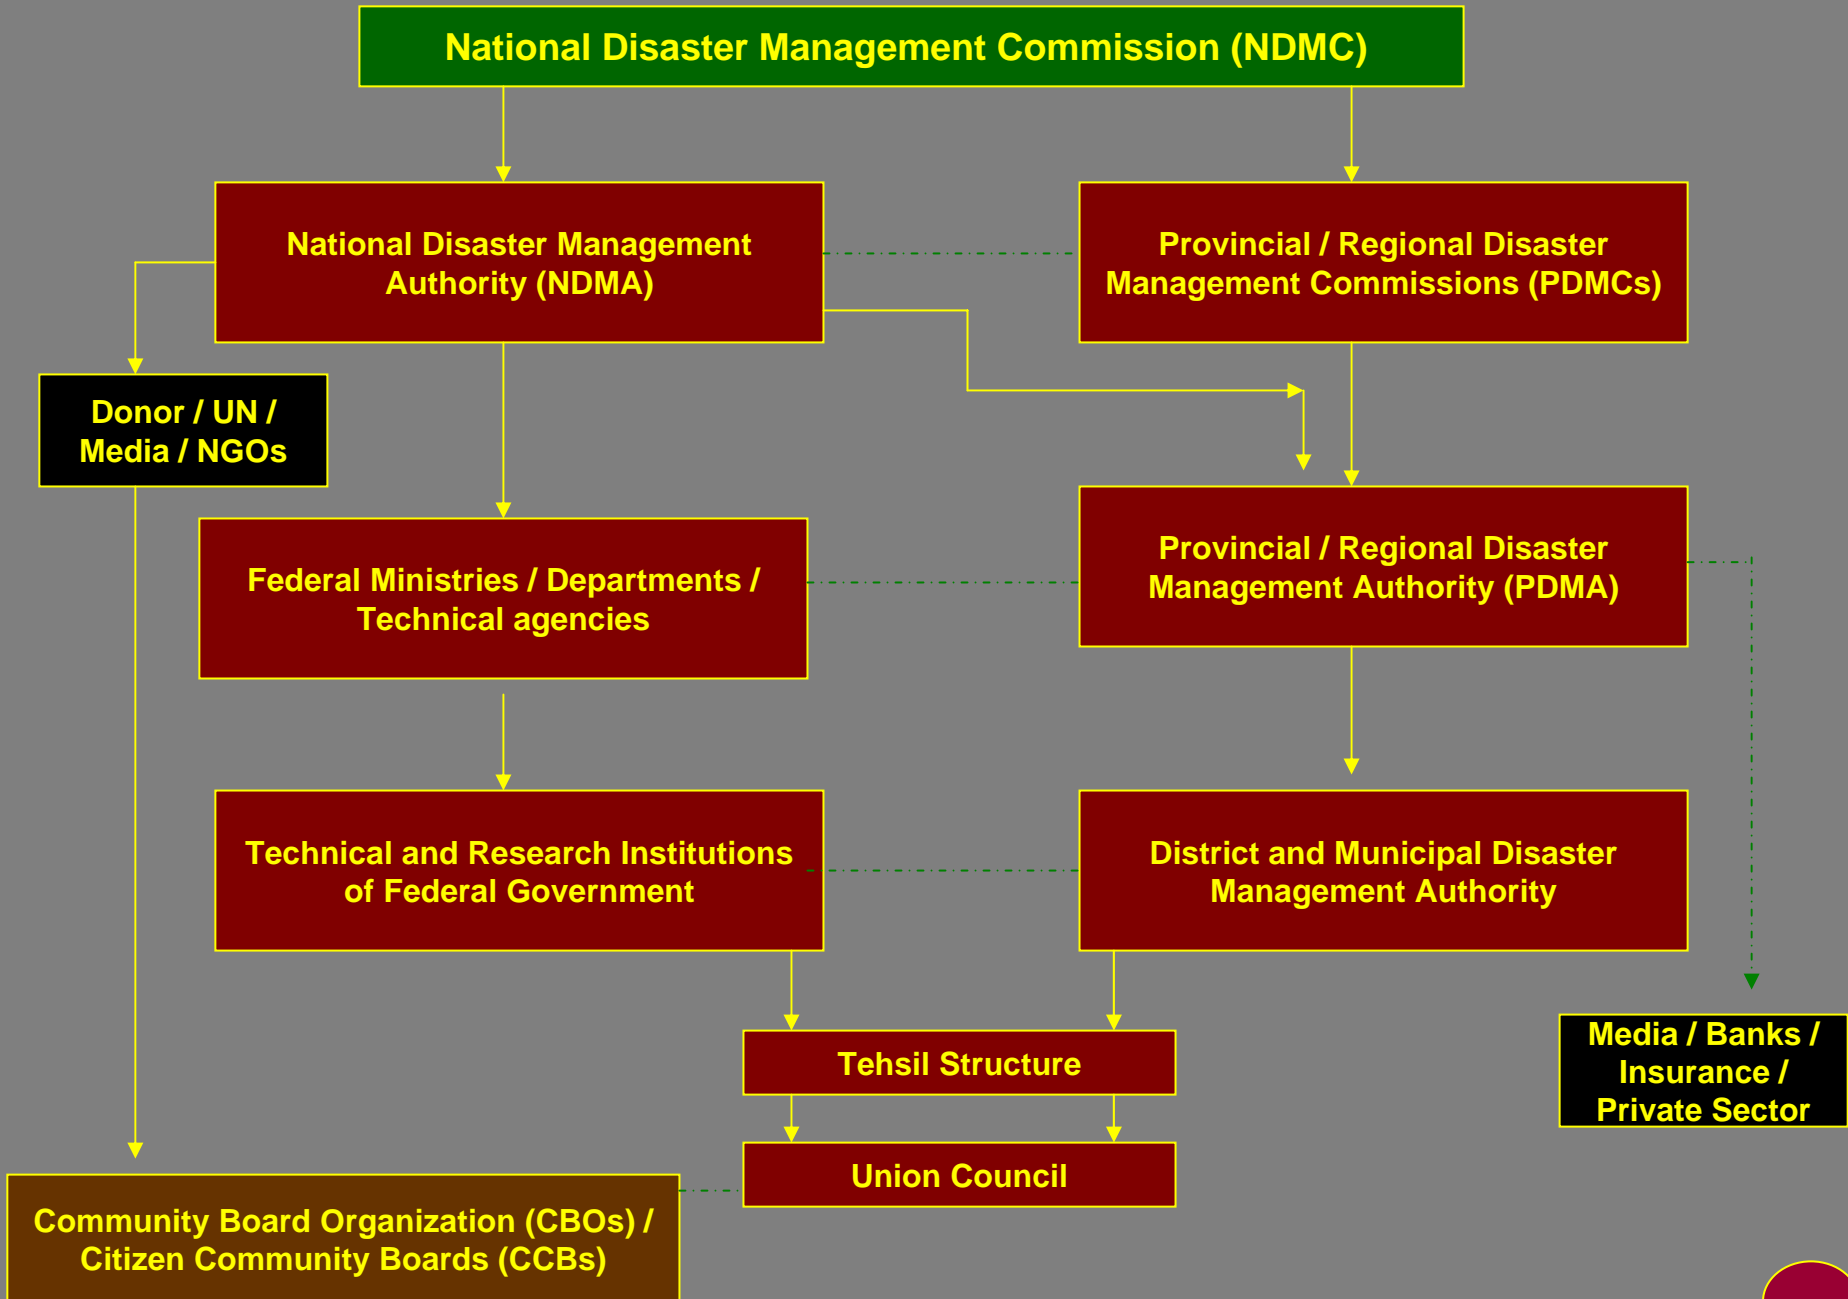 National Disaster Management Commission (NDMC)
National Disaster Management
Authority (NDMA)
Provincial / Regional Disaster
Management Commissions (PDMCs)
Donor / UN /
Media / NGOs
Federal Ministries / Departments /
Technical agencies
Provincial / Regional Disaster
Management Authority (PDMA)
Technical and Research Institutions
of Federal Government
District and Municipal Disaster
Management Authority
Tehsil Structure
Media / Banks /
Insurance /
Private Sector
Union Council
Community Board Organization (CBOs) /
Citizen Community Boards (CCBs)